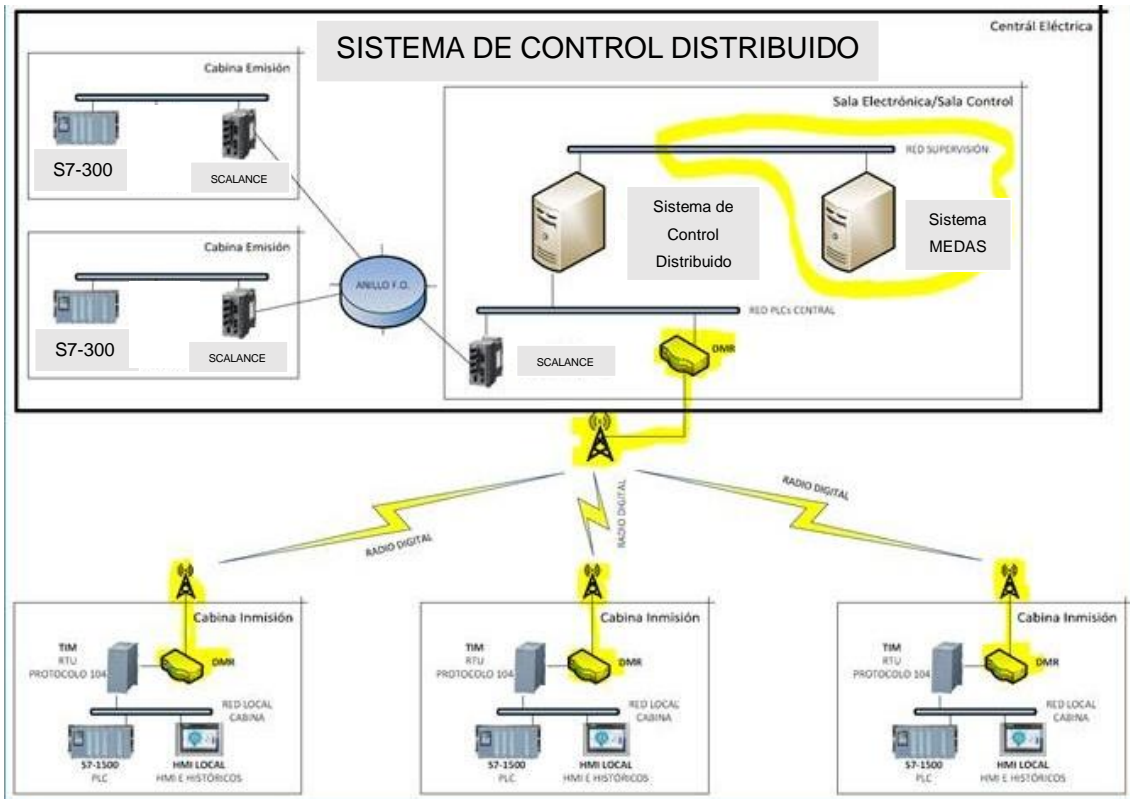 Centrál Eléctrica
SISTEMA DE CONTROL DISTRIBUIDO
Cabina Emisión
S7-300
SCALANCE
Cabina Emisión
S7-300
SCALANCE
ANILLO F.O.
Sala Electrónica/Sala Control
RED SUPERVISIÓN
Sistema de
Control
Distribuido
Sistema
MEDAS
RED PLCs CENTRAL
SCALANCE
DMR
RADIO DIGITAL
RADIO DIGITAL
RADIO DIGITAL
Cabina Inmisión
TIM
RTU
PROTOCOLO 104
DMR
RED LOCAL
CABINA
S7-1500
PLC
HMI LOCAL
HMI E HISTÓRICOS
Cabina Inmisión
TIM
RTU
PROTOCOLO 104
DMR
RED LOCAL
CABINA
S7-1500
PLC
HMI LOCAL
HMI E HISTÓRICOS
Cabina Inmisión
TIM
RTU
PROTOCOLO 104
DMR
RED LOCAL
CABINA
S7-1500
PLC
HMI LOCAL
HMI E HISTÓRICOS